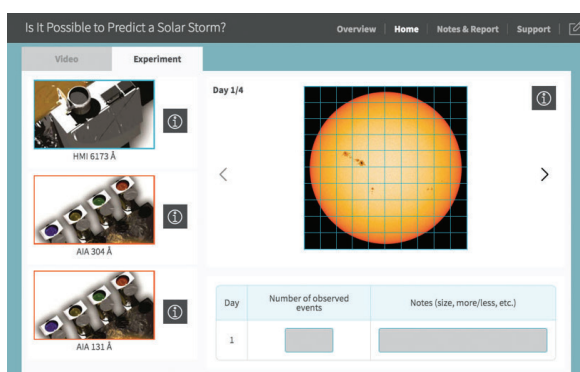 Is It Possible to Predict a Solar Storm?
Overview | Home | Notes & Report | Support |
Video
Experiment
HMI 6173 Å
AIA 304 Å
AIA 131 Å
Day 1/4
Day
Number of observed
events
Notes (size, more/less, etc.)
1